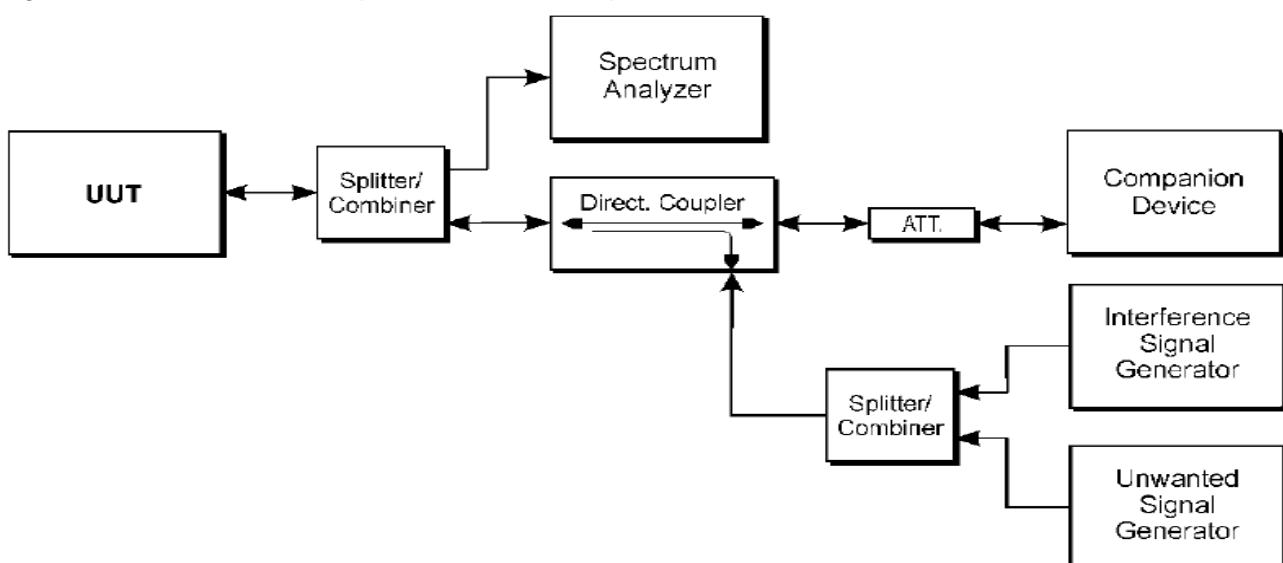 Spectrum
Analyzer
UUT
Splitter/
Combiner
Direct. Coupler
ATT.
Companion
Device
Interference
Signal
Generator
Splitter/
Combiner
Unwanted
Signal
Generator